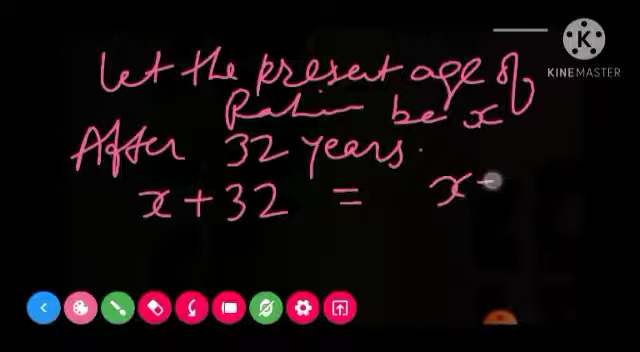 Let the present age of
Rahim be x
After 32 years.
x + 32 = x -
KINEMASTER